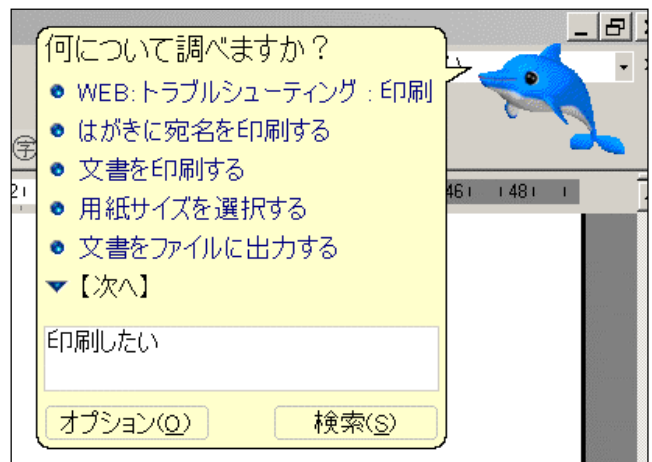 何について調べますか？
WEB:トラブルシューティング：印刷
はがきに宛名を印刷する
文書を印刷する
用紙サイズを選択する
文書をファイルに出力する
【次へ】
印刷したい
オプション(O)
検索(S)
字
2
46 48